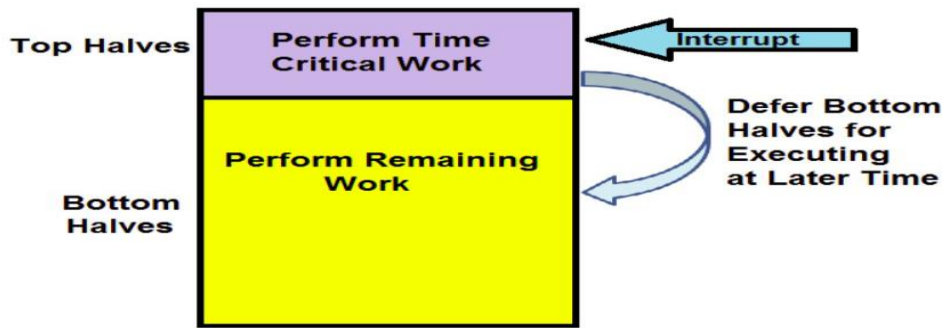 Top Halves
Perform Time
Critical Work
Interrupt
Defer Bottom
Halves for
Executing
at Later Time
Perform Remaining
Work
Bottom
Halves